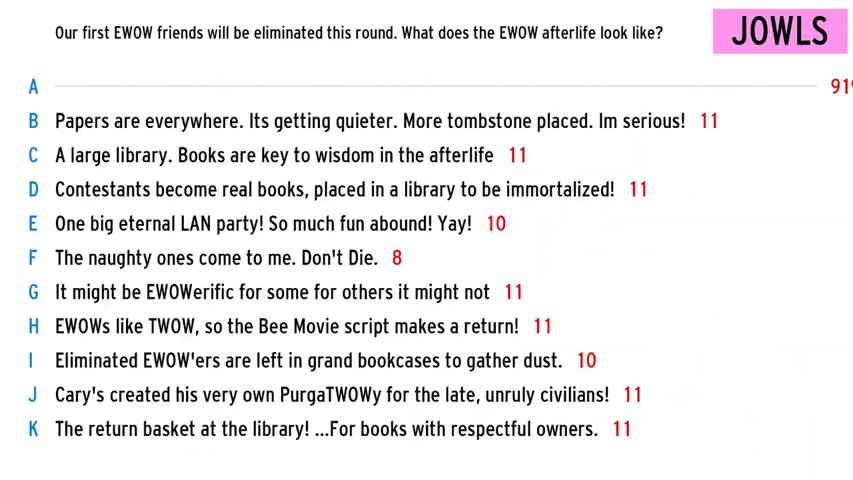 Our first EWOW friends will be eliminated this round. What does the EWOW afterlife look like?
JOWLS
A 919
B Papers are everywhere. Its getting quieter. More tombstone placed. Im serious! 11
C A large library. Books are key to wisdom in the afterlife 11
D Contestants become real books, placed in a library to be immortalized! 11
E One big eternal LAN party! So much fun abound! Yay! 10
F The naughty ones come to me. Don't Die. 8
G It might be EWOWerific for some for others it might not 11
H EWOWs like TWOW, so the Bee Movie script makes a return! 11
I Eliminated EWOW'ers are left in grand bookcases to gather dust. 10
J Cary's created his very own PurgaTWOWy for the late, unruly civilians! 11
K The return basket at the library! ...For books with respectful owners. 11